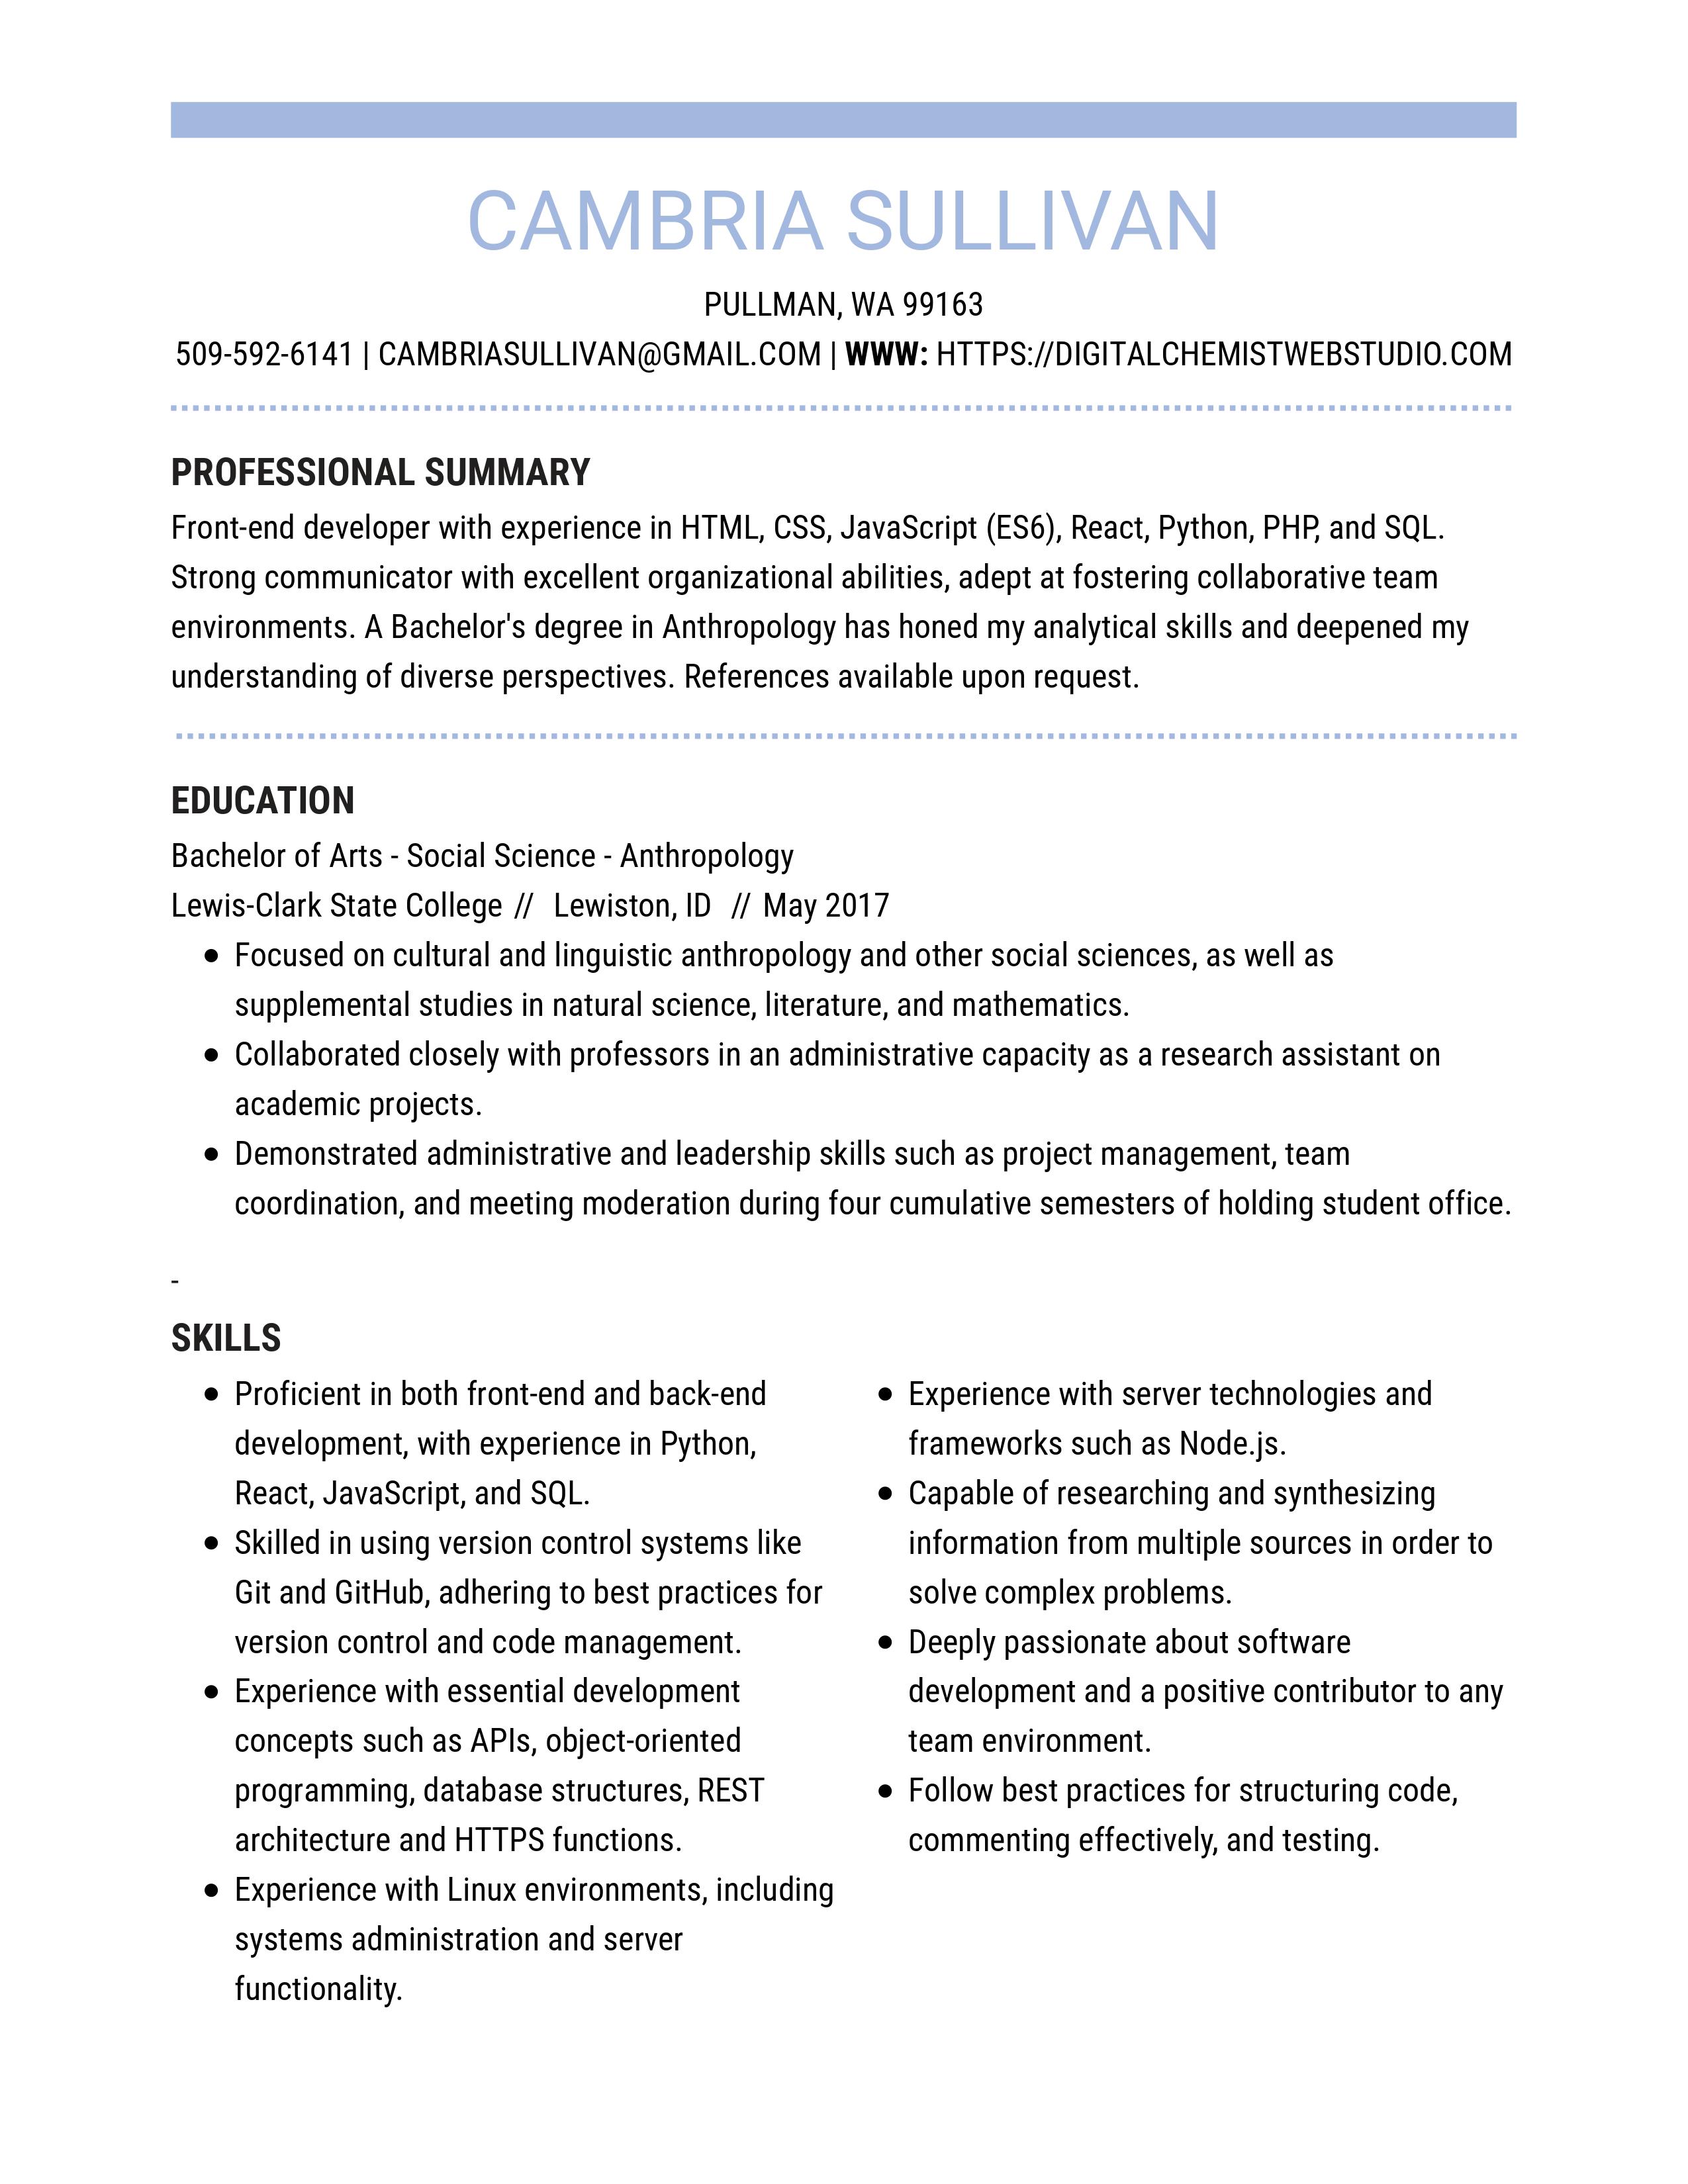 CAMBRIA SULLIVAN
PULLMAN, WA 99163
509-592-6141 | CAMBRIASULLIVAN@GMAIL.COM | WWW: HTTPS://DIGITALCHEMISTWEBSTUDIO.COM
PROFESSIONAL SUMMARY
Front-end developer with experience in HTML, CSS, JavaScript (ES6), React, Python, PHP, and SQL.
Strong communicator with excellent organizational abilities, adept at fostering collaborative team
environments. A Bachelor's degree in Anthropology has honed my analytical skills and deepened my
understanding of diverse perspectives. References available upon request.
EDUCATION
Bachelor of Arts - Social Science - Anthropology
Lewis-Clark State College // Lewiston, ID // May 2017
● Focused on cultural and linguistic anthropology and other social sciences, as well as
supplemental studies in natural science, literature, and mathematics.
● Collaborated closely with professors in an administrative capacity as a research assistant on
academic projects.
● Demonstrated administrative and leadership skills such as project management, team
coordination, and meeting moderation during four cumulative semesters of holding student office.
-
SKILLS
● Proficient in both front-end and back-end
development, with experience in Python,
React, JavaScript, and SQL.
● Skilled in using version control systems like
Git and GitHub, adhering to best practices for
version control and code management.
● Experience with essential development
concepts such as APIs, object-oriented
programming, database structures, REST
architecture and HTTPS functions.
● Experience with Linux environments, including
systems administration and server
functionality.
● Experience with server technologies and
frameworks such as Node.js.
● Capable of researching and synthesizing
information from multiple sources in order to
solve complex problems.
● Deeply passionate about software
development and a positive contributor to any
team environment.
● Follow best practices for structuring code,
commenting effectively, and testing.